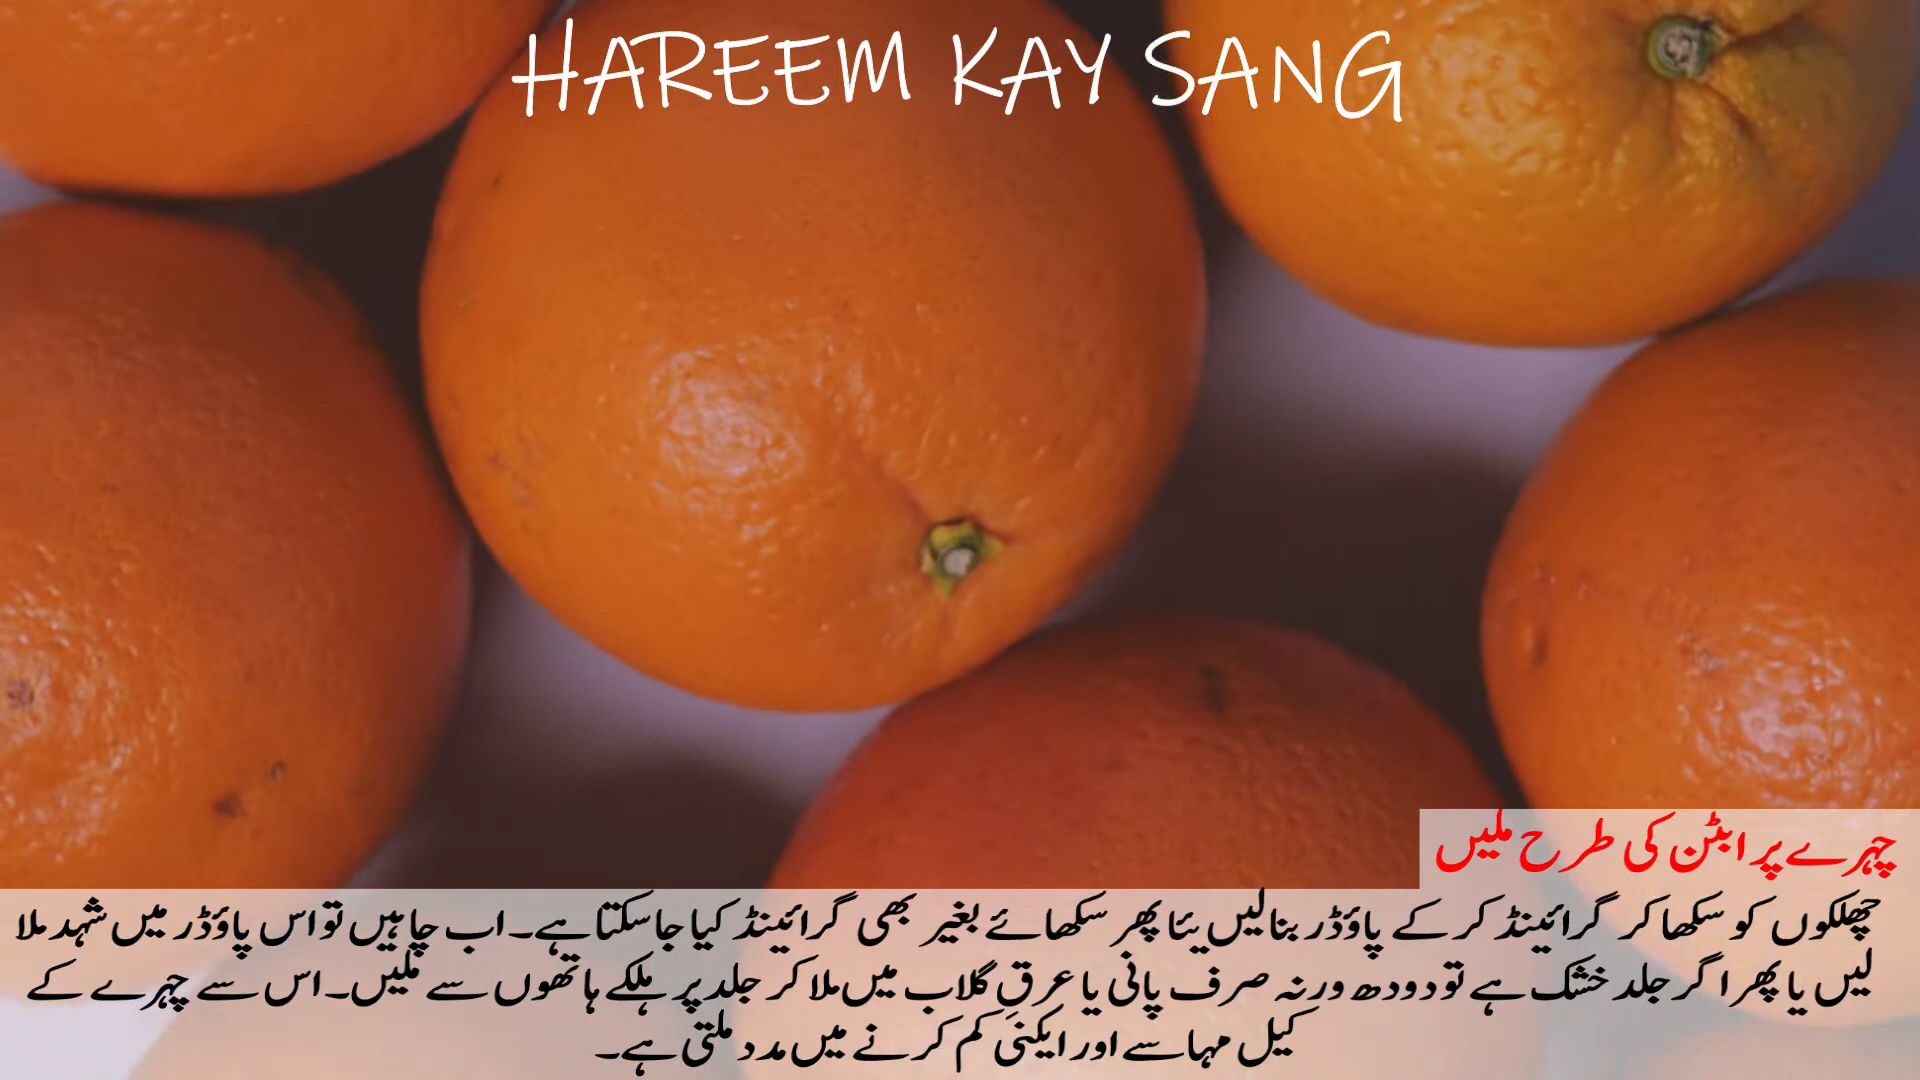 HAREEM KAY SANG
چہرے پر ابٹن کی طرح ملیں
چھلکوں کو سکھا کر گرائینڈ کر کے پاؤڈر بنالیں یئا پھر سکھائے بغیر بھی گرائینڈ کیا جاسکتا ہے۔ اب چاہیں تو اس پاؤڈر میں شہد ملا
لیں یا پھر اگر جلد خشک ہے تو دودھ ورنہ صرف پانی یا عرقِ گلاب میں ملا کر جلد پر ہلکے ہاتھوں سے ملیں۔ اس سے چہرے کے
کیل مہاسے اور ایکنی کم کرنے میں مدد ملتی ہے۔